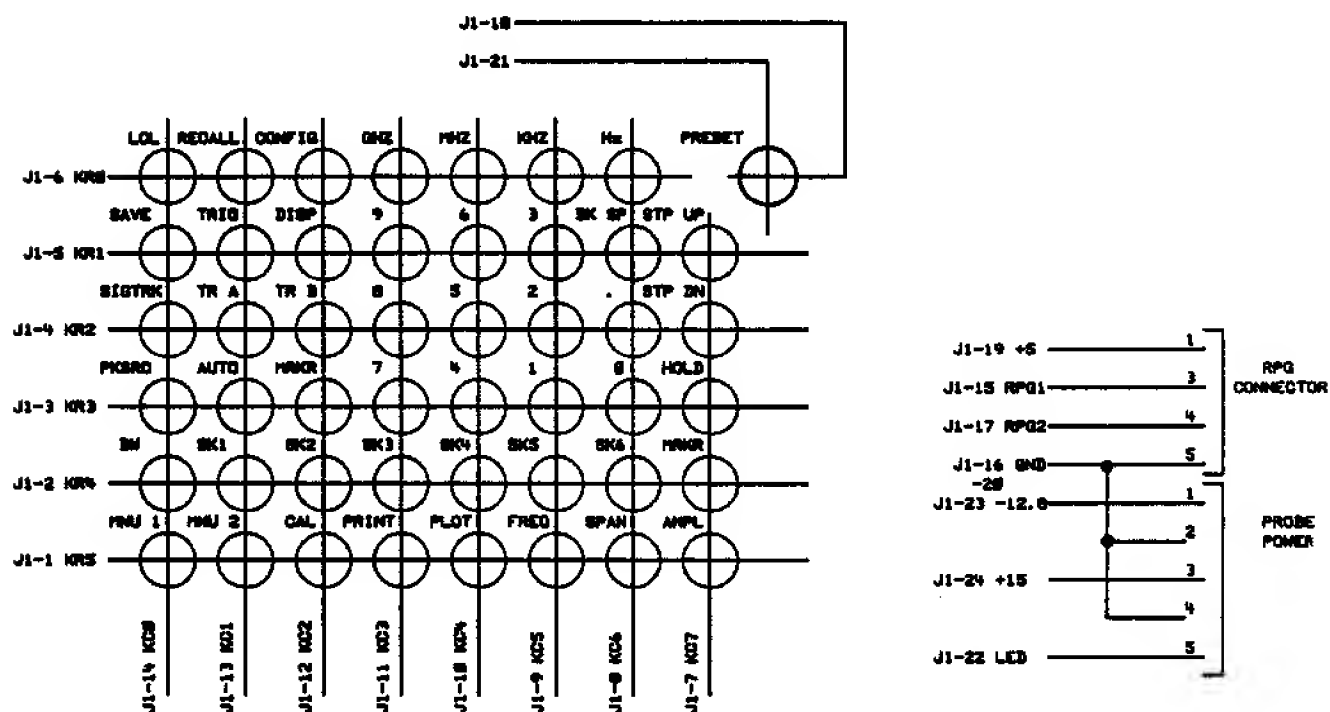 J1-18
J1-21
LCL RECALL CONFIG GHZ MHZ KHZ Hz PRESET
J1-6 KR0
SAVE TRIG DISP 9 6 3 BK SP STP UP
J1-5 KR1
SIGTRK TR A TR B 8 5 2 . STP DN
J1-4 KR2
PKSRC AUTO MRKR 7 4 1 0 HOLD
J1-3 KR3
BW SK1 SK2 SK3 SK4 SK5 SK6 MRKR
J1-2 KR4
MNU 1 MNU 2 CAL PRINT PLOT FREQ SPAN AMPL
J1-1 KR5
J1-14 KC0
J1-13 KC1
J1-12 KC2
J1-11 KC3
J1-10 KC4
J1-9 KC5
J1-8 KC6
J1-7 KC7
J1-19 +5 1
J1-15 RPG1 3
J1-17 RPG2 4
J1-16 GND 5
-20
RPG
CONNECTOR
J1-23 -12.6 1
2
J1-24 +15 3
4
J1-22 LED 5
PROBE
POWER